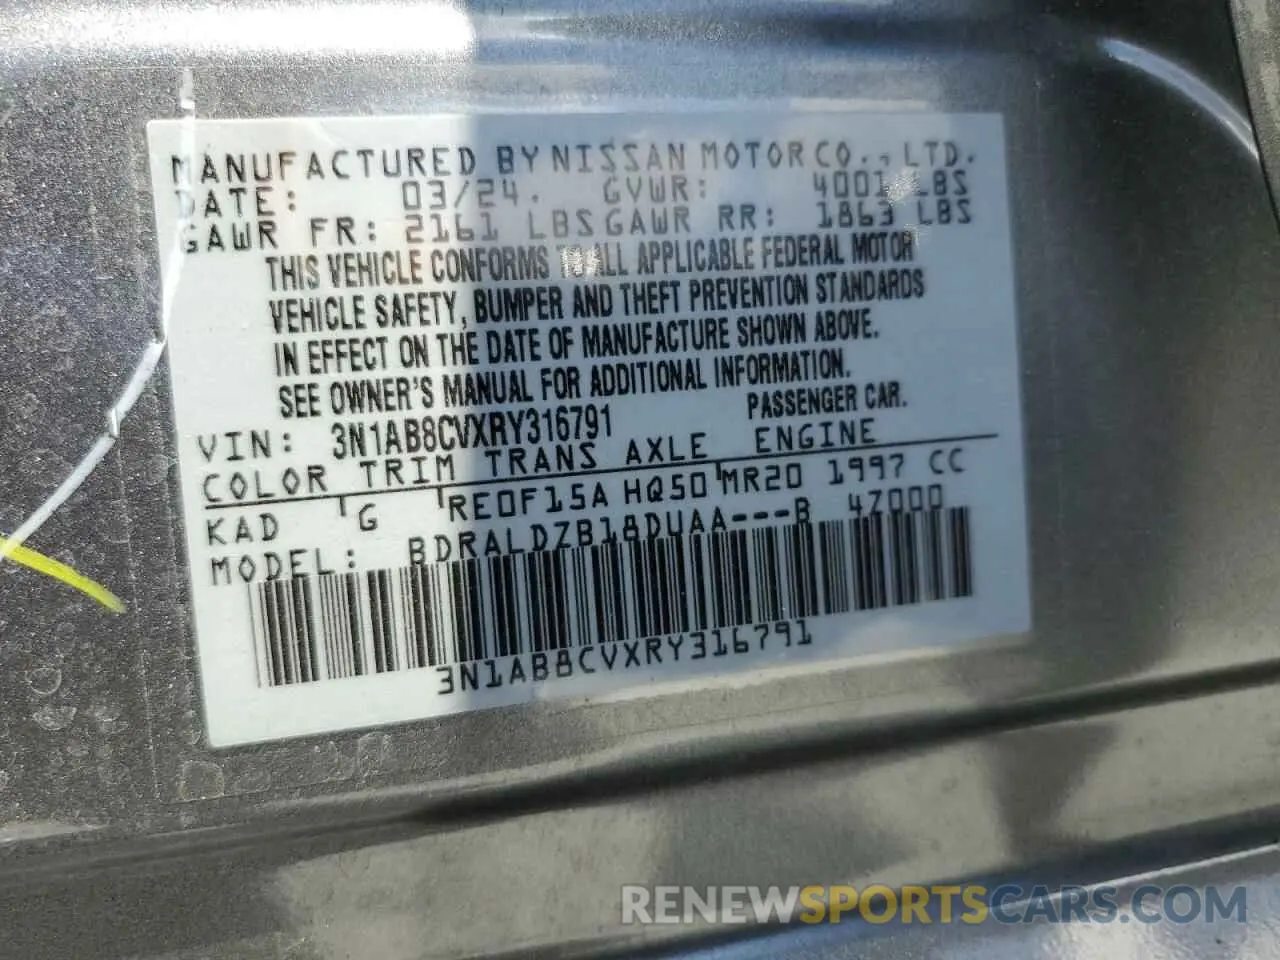 MANUFACTURED BY NISSAN MOTOR CO., LTD.
DATE: 03/24. GVWR: 4001 LBS
GAWR FR: 2161 LBS GAWR RR: 1863 LBS
THIS VEHICLE CONFORMS TO ALL APPLICABLE FEDERAL MOTOR
VEHICLE SAFETY, BUMPER AND THEFT PREVENTION STANDARDS
IN EFFECT ON THE DATE OF MANUFACTURE SHOWN ABOVE.
SEE OWNER'S MANUAL FOR ADDITIONAL INFORMATION.
VIN: 3N1AB8CVXRY316791 PASSENGER CAR.
COLOR TRIM TRANS AXLE ENGINE
KAD G RE0F15A HQ50 MR20 1997 CC
MODEL: BDRALDZB18DUAA---B 4Z000
3N1AB8CVXRY316791
RENEWSPORTSCARS.COM